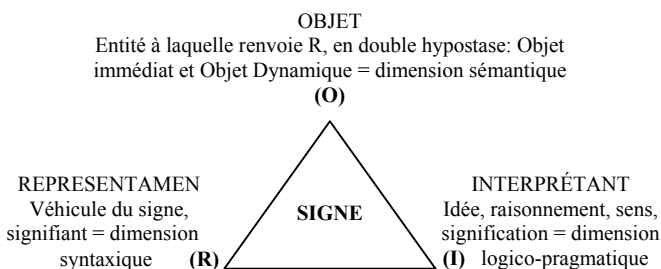 OBJET
Entité à laquelle renvoie R, en double hypostase: Objet
immédiat et Objet Dynamique = dimension sémantique
(O)
REPRESENTAMEN
Véhicule du signe,
signifiant = dimension
syntaxique
(R)
SIGNE
INTERPRÉTANT
Idée, raisonnement, sens,
signification = dimension
(I) logico-pragmatique